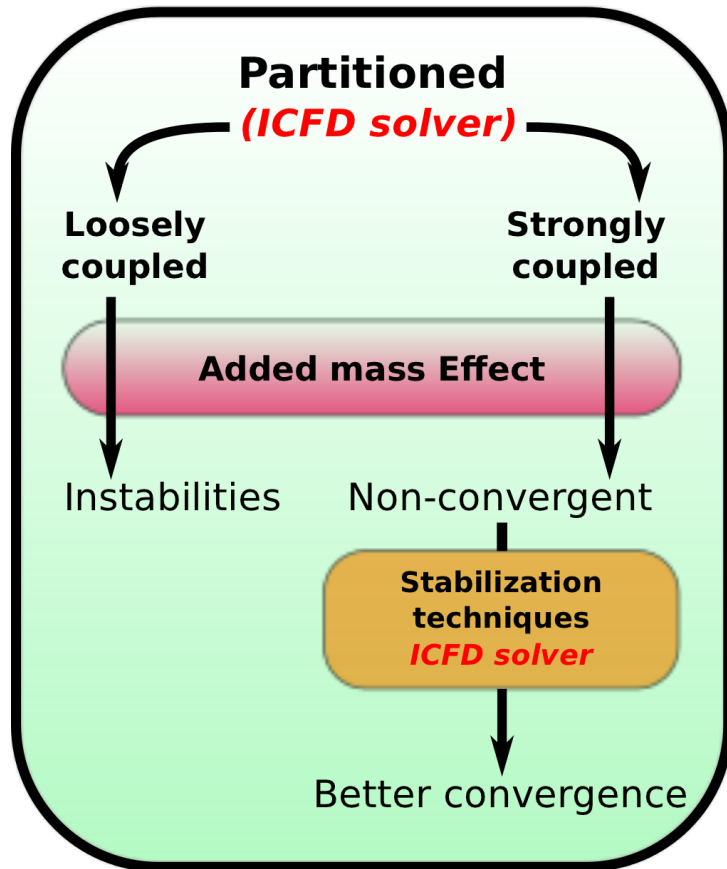 Partitioned
(ICFD solver)
Loosely
coupled
Strongly
coupled
Added mass Effect
Instabilities
Non-convergent
Stabilization
techniques
ICFD solver
Better convergence